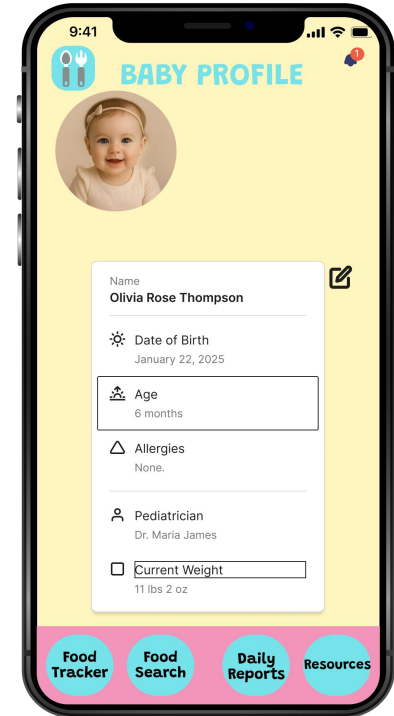 9:41
1
BABY PROFILE
Name
Olivia Rose Thompson
Date of Birth
January 22, 2025
Age
6 months
Allergies
None.
Pediatrician
Dr. Maria James
Current Weight
11 lbs 2 oz
Food
Tracker
Food
Search
Daily
Reports
Resources